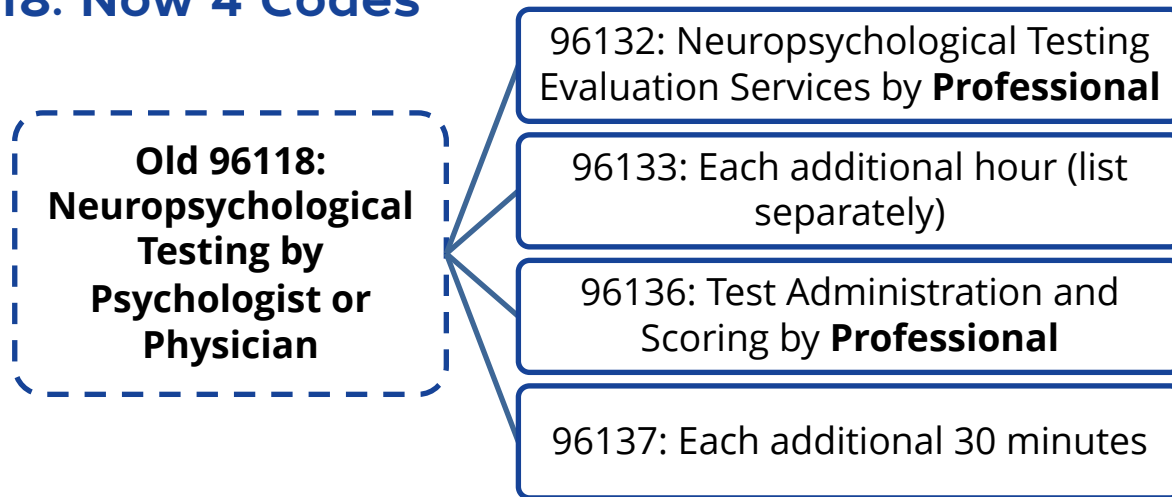 18: Now 4 Codes
Old 96118:
Neuropsychological
Testing by
Psychologist or
Physician
96132: Neuropsychological Testing
Evaluation Services by Professional
96133: Each additional hour (list
separately)
96136: Test Administration and
Scoring by Professional
96137: Each additional 30 minutes